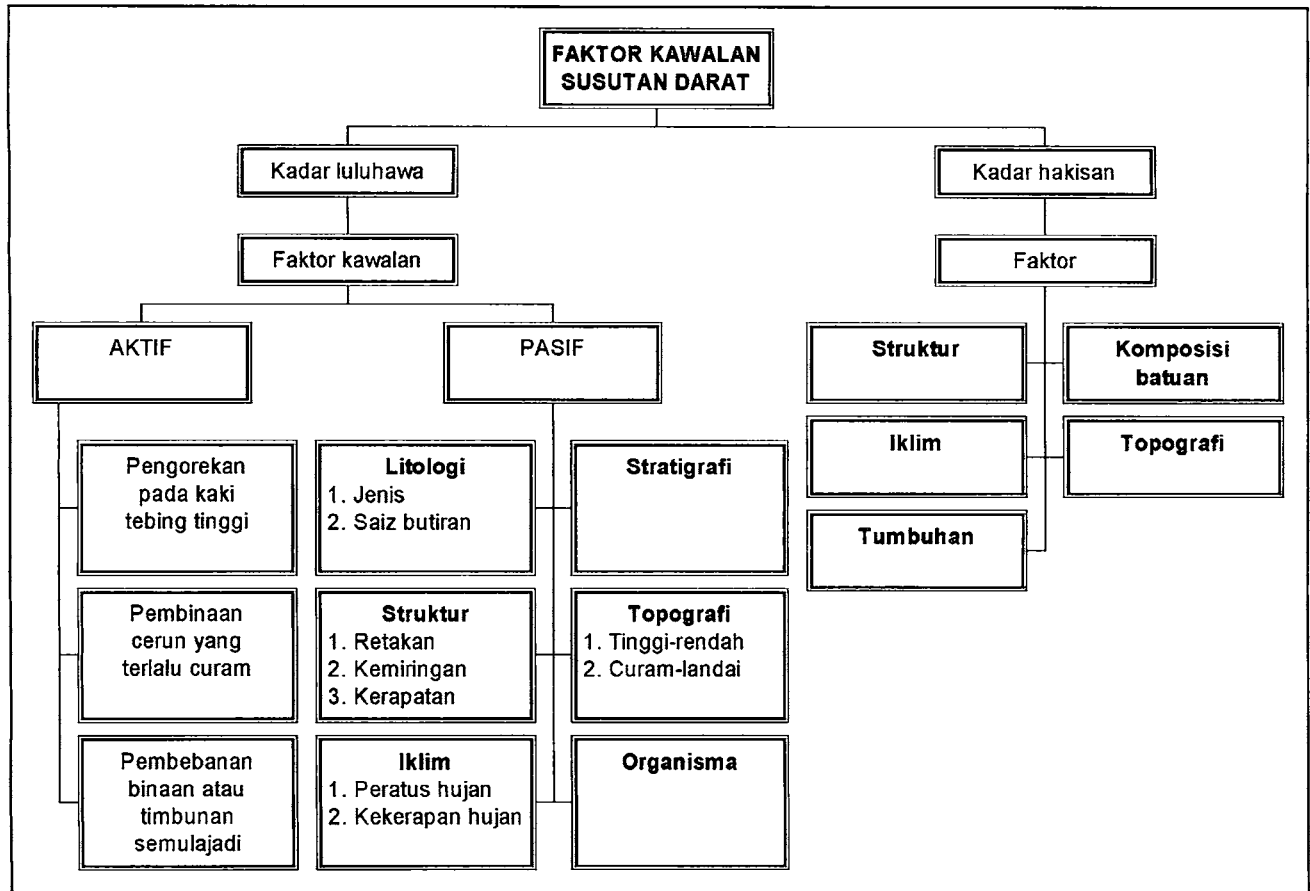 FAKTOR KAWALAN
SUSUTAN DARAT
Kadar luluhawa
Kadar hakisan
Faktor kawalan
Faktor
AKTIF
PASIF
Struktur
Komposisi
batuan
Iklim
Topografi
Tumbuhan
Pengorekan
pada kaki
tebing tinggi
Litologi
1. Jenis
2. Saiz butiran
Stratigrafi
Pembinaan
cerun yang
terlalu curam
Struktur
1. Retakan
2. Kemiringan
3. Kerapatan
Topografi
1. Tinggi-rendah
2. Curam-landai
Pembebanan
binaan atau
timbunan
semulajadi
Iklim
1. Peratus hujan
2. Kekerapan hujan
Organisma